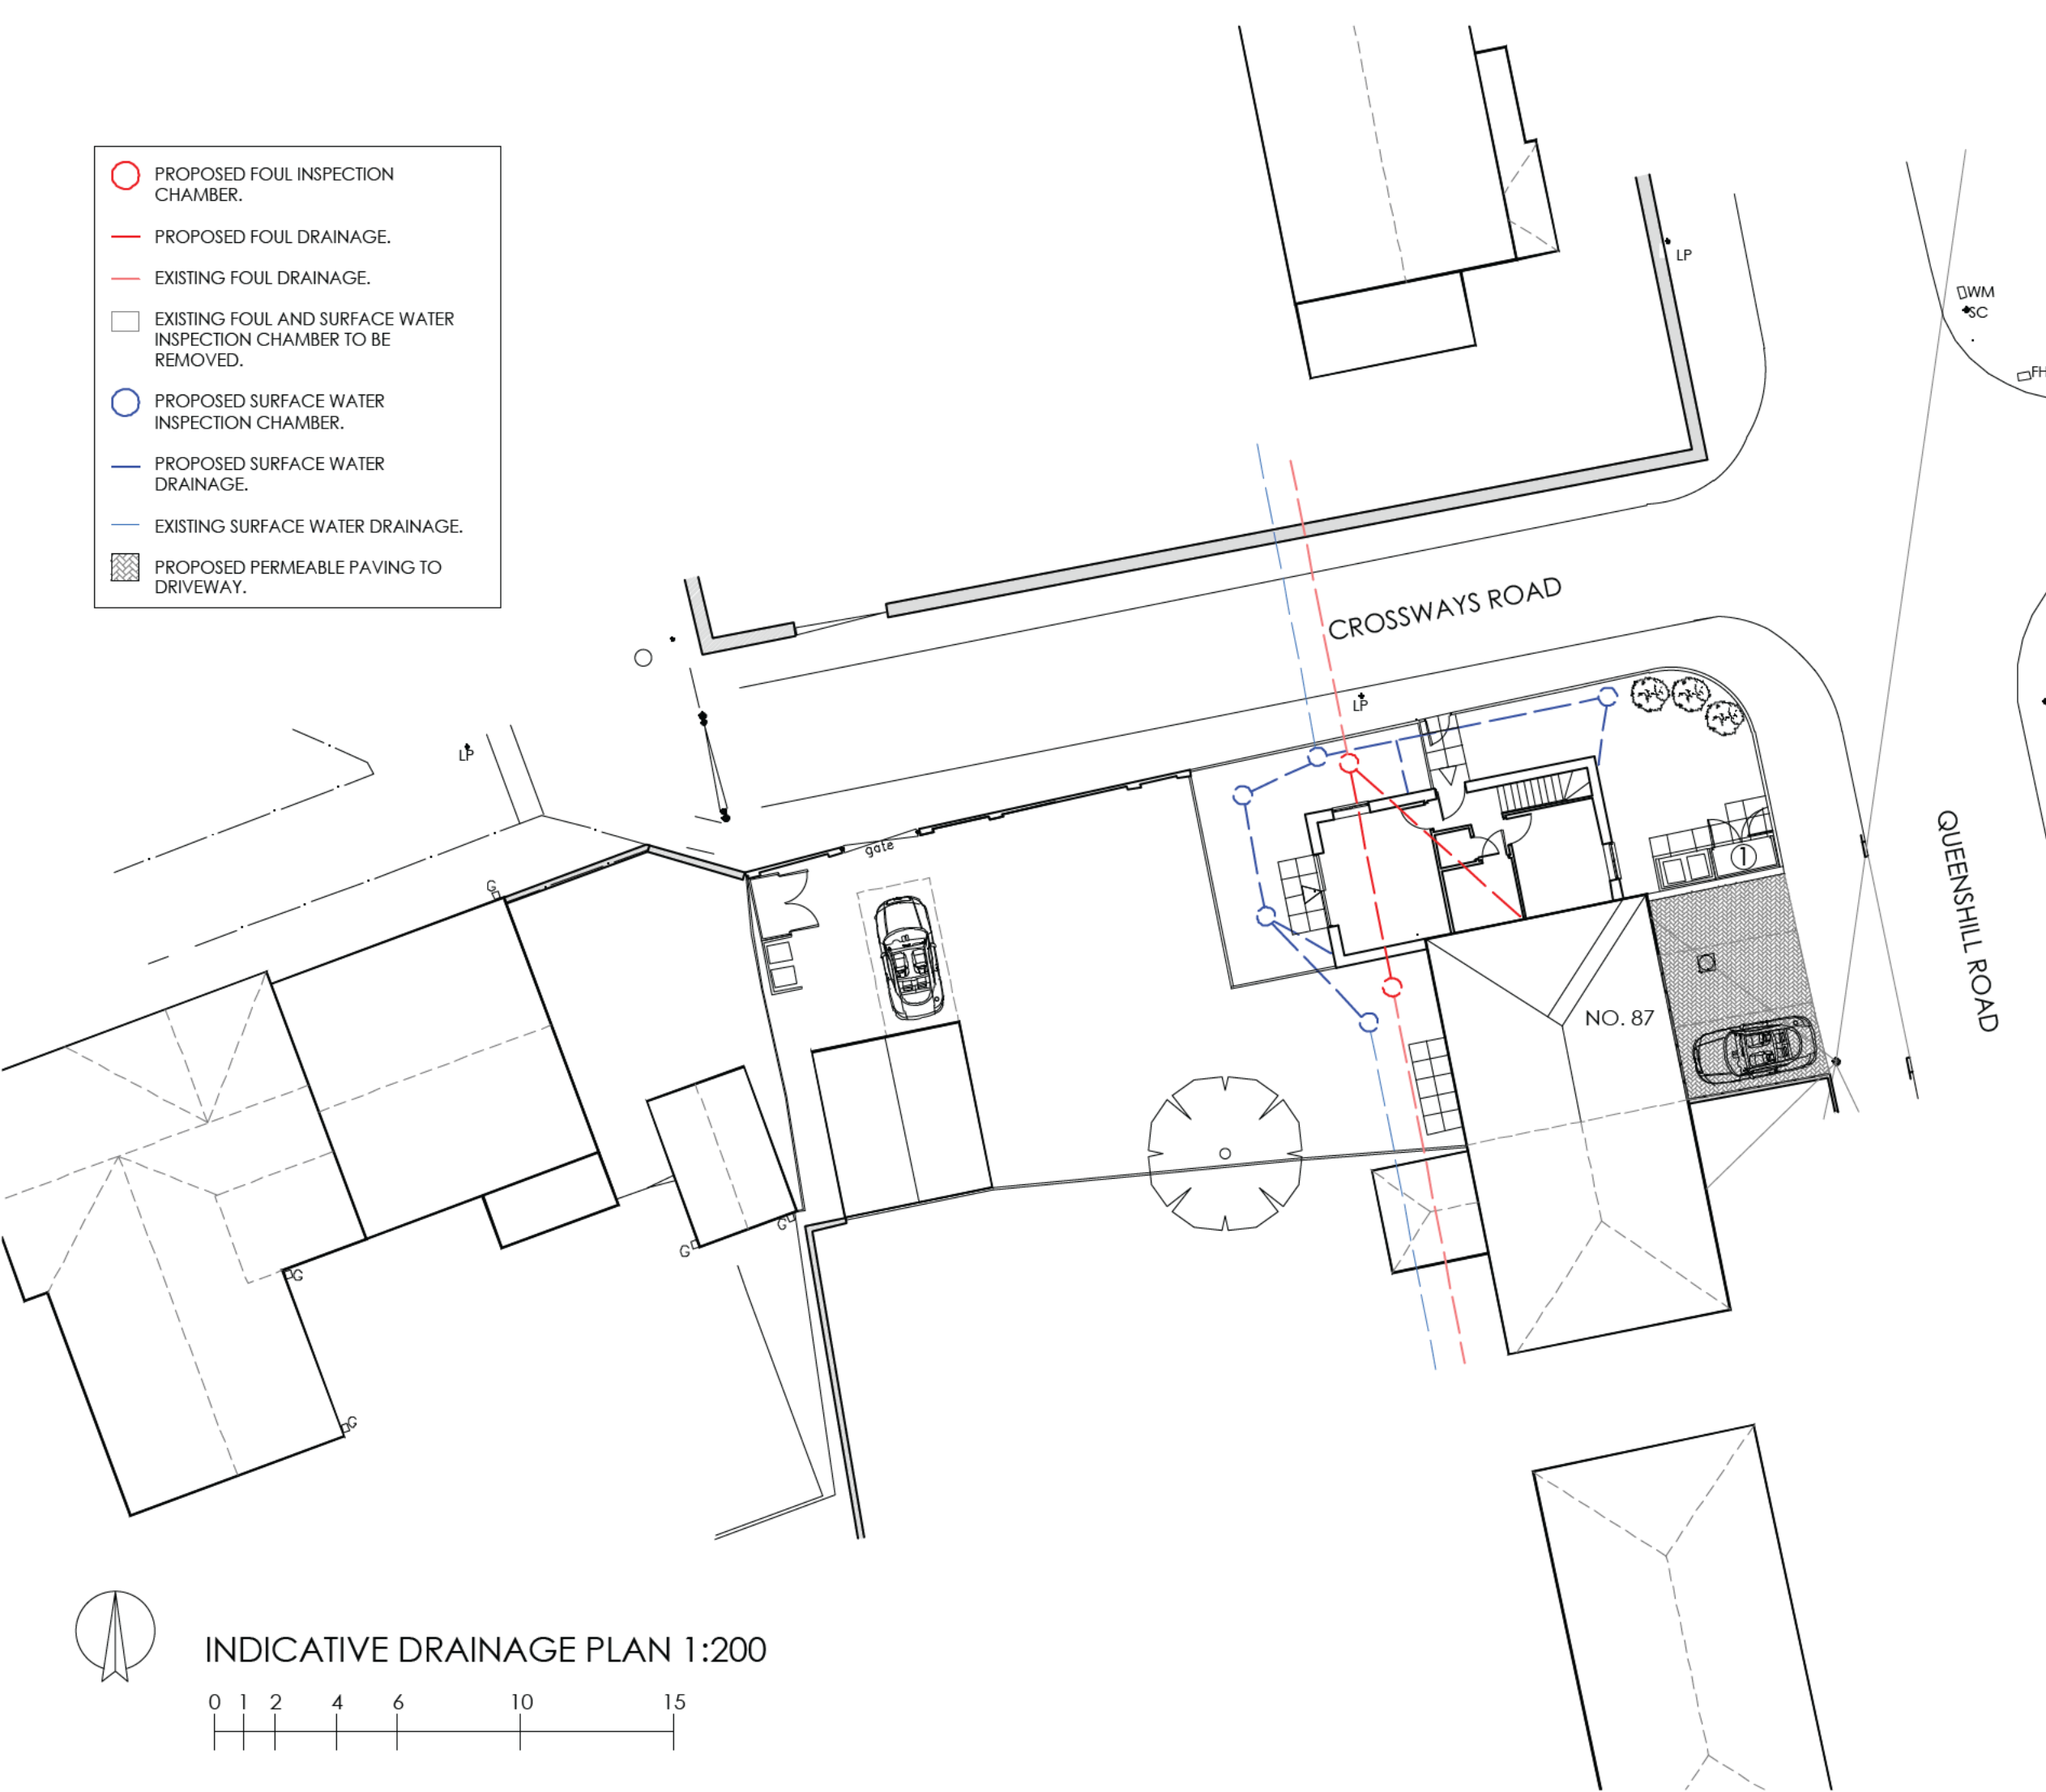 PROPOSED FOUL INSPECTION
CHAMBER.
PROPOSED FOUL DRAINAGE.
EXISTING FOUL DRAINAGE.
EXISTING FOUL AND SURFACE WATER
INSPECTION CHAMBER TO BE
REMOVED.
PROPOSED SURFACE WATER
INSPECTION CHAMBER.
PROPOSED SURFACE WATER
DRAINAGE.
EXISTING SURFACE WATER DRAINAGE.
PROPOSED PERMEABLE PAVING TO
DRIVEWAY.
LP
WM
SC
FH
CROSSWAYS ROAD
LP
LP
gate
1
QUEENSHILL ROAD
G
NO. 87
G
G
G
G
INDICATIVE DRAINAGE PLAN 1:200
0 1 2 4 6 10 15